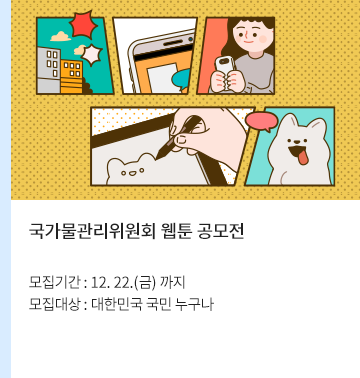 국가물관리위원회 웹툰 공모전
모집기간 : 12. 22.(금) 까지
모집대상 : 대한민국 국민 누구나